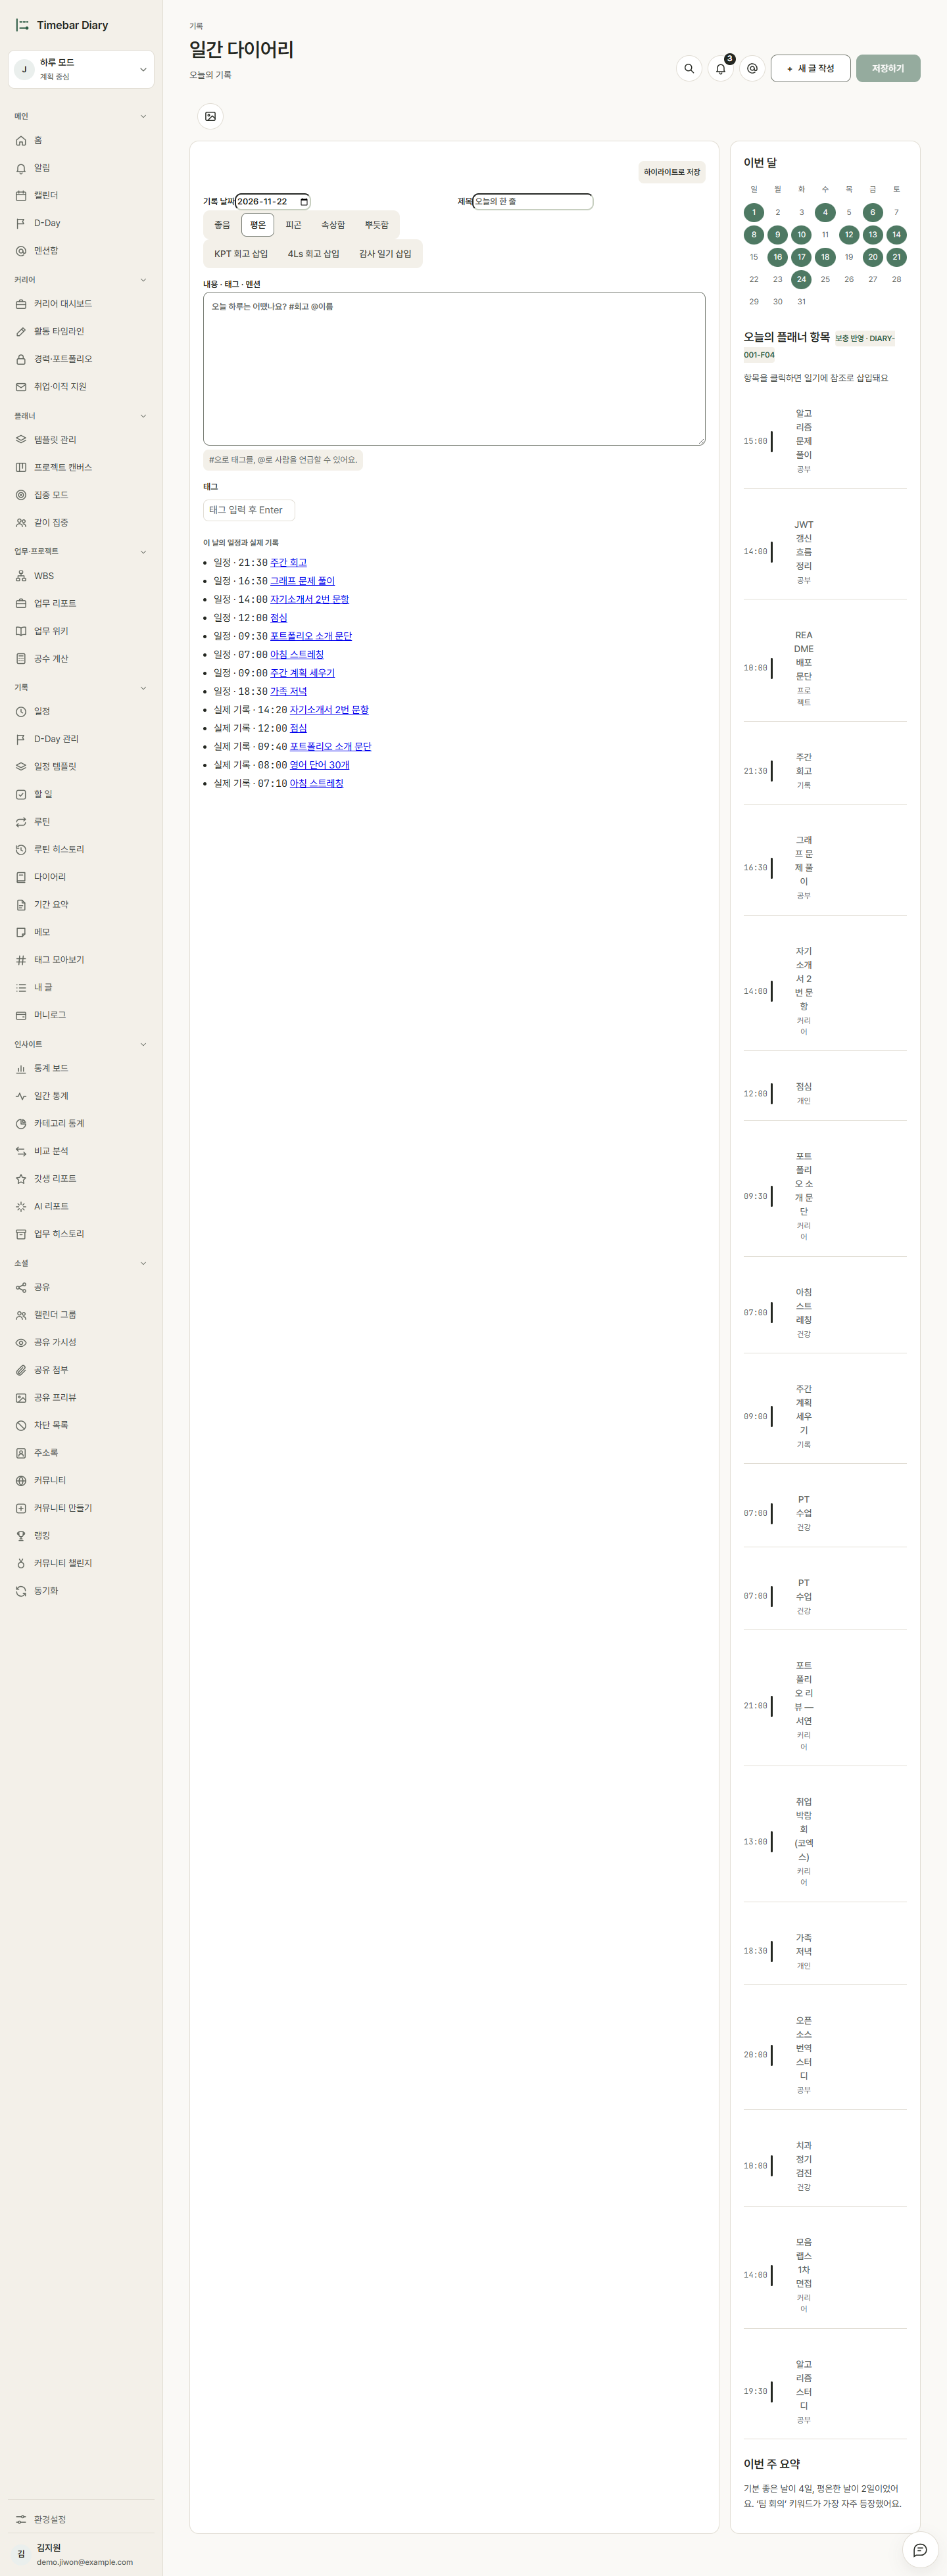 Timebar Diary
J
하루 모드
계획 중심
메인
홈
알림
캘린더
D-Day
멘션함
커리어
커리어 대시보드
활동 타임라인
경력·포트폴리오
취업·이직 지원
플래너
템플릿 관리
프로젝트 캔버스
집중 모드
같이 집중
업무·프로젝트
WBS
업무 리포트
업무 위키
공수 계산
기록
일정
D-Day 관리
일정 템플릿
할 일
루틴
루틴 히스토리
다이어리
기간 요약
메모
태그 모아보기
내 글
머니로그
인사이트
통계 보드
일간 통계
카테고리 통계
비교 분석
갓생 리포트
AI 리포트
업무 히스토리
소셜
공유
캘린더 그룹
공유 가시성
공유 첨부
공유 프리뷰
차단 목록
주소록
커뮤니티
커뮤니티 만들기
랭킹
커뮤니티 챌린지
동기화
환경설정
김
김지원
demo.jiwon@example.com
기록
일간 다이어리
오늘의 기록
3
+ 새 글 작성
저장하기
하이라이트로 저장
기록 날짜 2026-11-22
제목 오늘의 한 줄
좋음 평온 피곤 속상함 뿌듯함
KPT 회고 삽입 4Ls 회고 삽입 감사 일기 삽입
내용 · 태그 · 멘션
오늘 하루는 어땠나요? #회고 @이름
#으로 태그를, @로 사람을 언급할 수 있어요.
태그
태그 입력 후 Enter
이 날의 일정과 실제 기록
일정 · 21:30 주간 회고
일정 · 16:30 그래프 문제 풀이
일정 · 14:00 자기소개서 2번 문항
일정 · 12:00 점심
일정 · 09:30 포트폴리오 소개 문단
일정 · 07:00 아침 스트레칭
일정 · 09:00 주간 계획 세우기
일정 · 18:30 가족 저녁
실제 기록 · 14:20 자기소개서 2번 문항
실제 기록 · 12:00 점심
실제 기록 · 09:40 포트폴리오 소개 문단
실제 기록 · 08:00 영어 단어 30개
실제 기록 · 07:10 아침 스트레칭
이번 달
일 월 화 수 목 금 토
1 2 3 4 5 6 7
8 9 10 11 12 13 14
15 16 17 18 19 20 21
22 23 24 25 26 27 28
29 30 31
오늘의 플래너 항목 보충 반영 · DIARY-
001-F04
항목을 클릭하면 일기에 참조로 삽입돼요
15:00
알고
리즘
문제
풀이
공부
14:00
JWT
갱신
흐름
정리
공부
10:00
REA
DME
배포
문단
프로
젝트
21:30
주간
회고
기록
16:30
그래
프 문
제 풀
이
공부
14:00
자기
소개
서 2
번 문
항
커리
어
12:00
점심
개인
09:30
포트
폴리
오 소
개 문
단
커리
어
07:00
아침
스트
레칭
건강
09:00
주간
계획
세우
기
기록
07:00
PT
수업
건강
07:00
PT
수업
건강
21:00
포트
폴리
오 리
뷰 —
서연
커리
어
13:00
취업
박람
회
(코엑
스)
커리
어
18:30
가족
저녁
개인
20:00
오픈
소스
번역
스터
디
공부
10:00
치과
정기
검진
건강
14:00
모음
랩스
1차
면접
커리
어
19:30
알고
리즘
스터
디
공부
이번 주 요약
기분 좋은 날이 4일, 평온한 날이 2일이었어
요. '팀 회의' 키워드가 가장 자주 등장했어요.